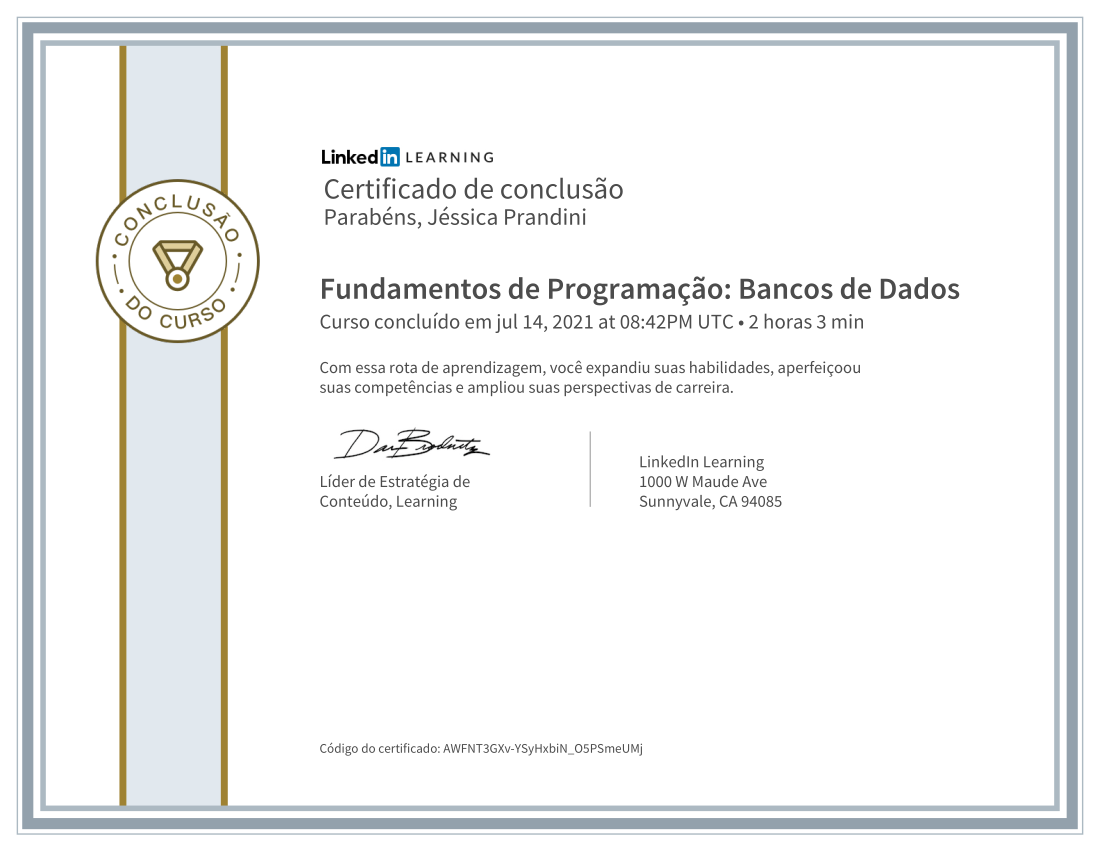 Linkedin LEARNING
Certificado de conclusão
Parabéns, Jéssica Prandini
CONCLUSÃO
DO CURSO
Fundamentos de Programação: Bancos de Dados
Curso concluído em jul 14, 2021 at 08:42PM UTC • 2 horas 3 min
Com essa rota de aprendizagem, você expandiu suas habilidades, aperfeiçoou
suas competências e ampliou suas perspectivas de carreira.
Líder de Estratégia de
Conteúdo, Learning
LinkedIn Learning
1000 W Maude Ave
Sunnyvale, CA 94085
Código do certificado: AWFNT3GXv-YSyHxbiN_O5PSmeUMj